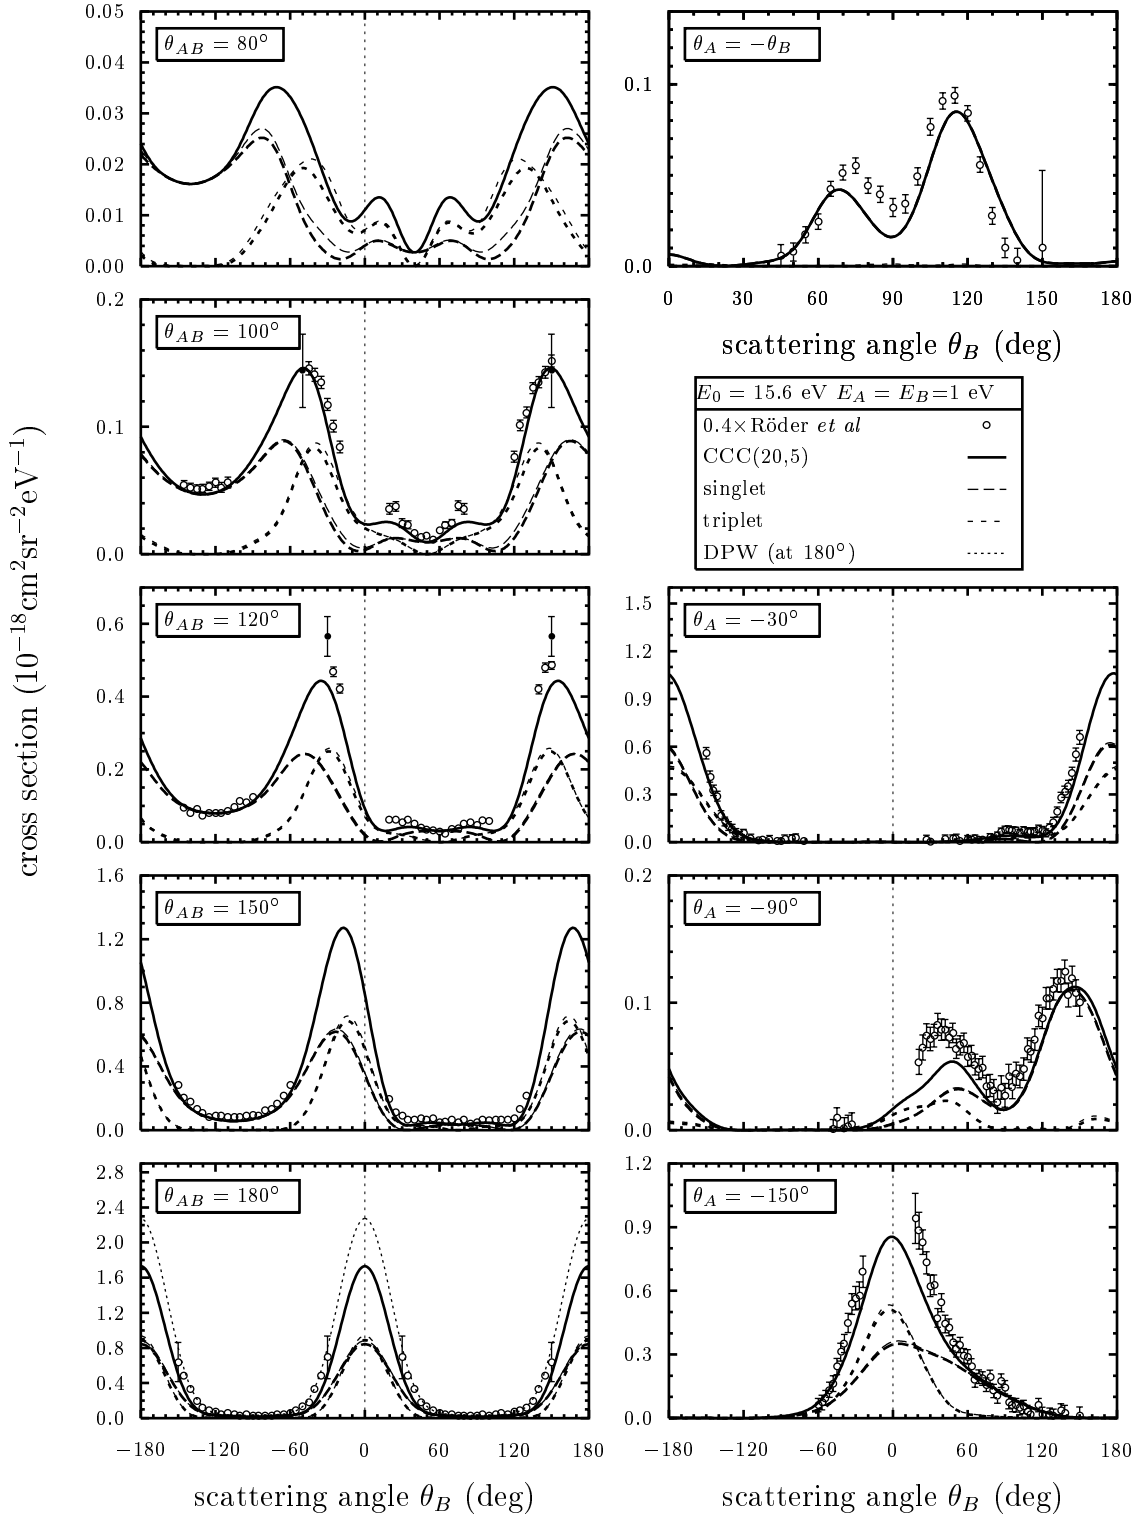 cross section (10⁻¹⁸cm²sr⁻²eV⁻¹)
θ_AB = 80°
0.05
0.04
0.03
0.02
0.01
0.00
θ_AB = 100°
0.2
0.1
0.0
θ_AB = 120°
0.6
0.4
0.2
0.0
θ_AB = 150°
1.6
1.2
0.8
0.4
0.0
θ_AB = 180°
2.8
2.4
2.0
1.6
1.2
0.8
0.4
0.0
−180 −120 −60 0 60 120 180
scattering angle θ_B (deg)
θ_A = −θ_B
0.1
0.0
0 30 60 90 120 150 180
scattering angle θ_B (deg)
E₀ = 15.6 eV E_A = E_B=1 eV
0.4×Röder et al
CCC(20,5)
singlet
triplet
DPW (at 180°)
θ_A = −30°
1.5
1.2
0.9
0.6
0.3
0.0
θ_A = −90°
0.2
0.1
0.0
θ_A = −150°
1.2
0.9
0.6
0.3
0.0
−180 −120 −60 0 60 120 180
scattering angle θ_B (deg)